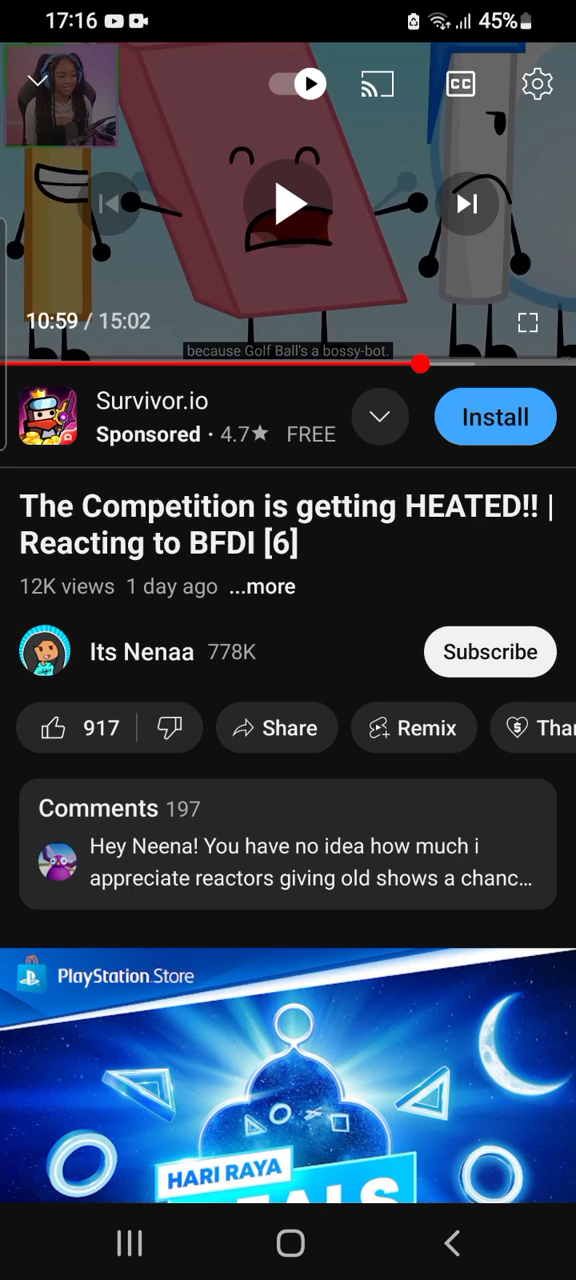 17:16
45%
CC
10:59 / 15:02
because Golf Ball's a bossy-bot.
Survivor.io
Sponsored · 4.7★ FREE
Install
The Competition is getting HEATED!! |
Reacting to BFDI [6]
12K views 1 day ago ...more
Its Nenaa 778K
Subscribe
917
Share
Remix
Than
Comments 197
Hey Neena! You have no idea how much i
appreciate reactors giving old shows a chanc...
PlayStation Store
HARI RAYA
DEALS